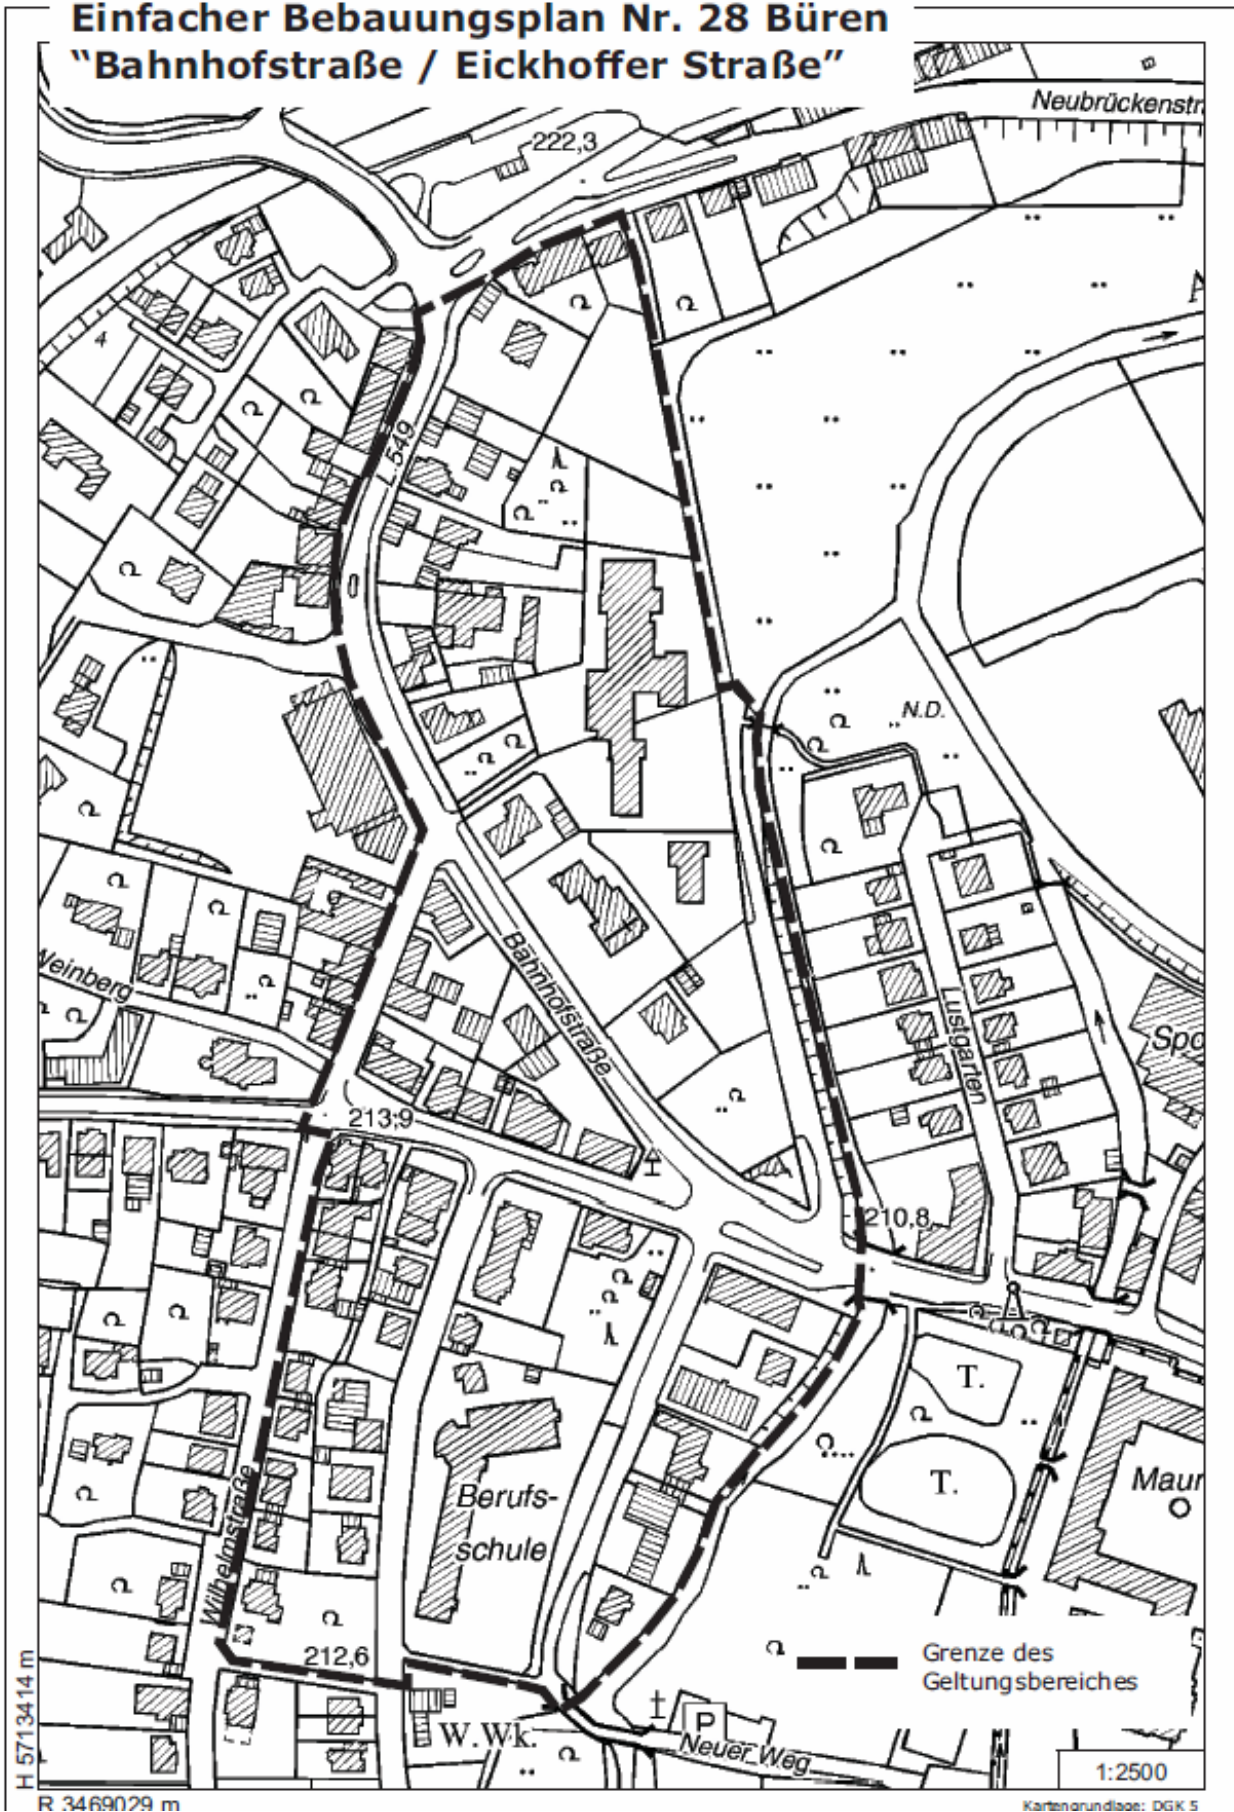 Einfacher Bebauungsplan Nr. 28 Büren
“Bahnhofstraße / Eickhoffer Straße”
Neubrückenstr
222,3
A
4
L 549
N.D.
Weinberg
Bahnhofstraße
Lustgarten
Spo
213,9
210,8
T.
T.
Maur
Berufs-
schule
Wilhelmstraße
212,6
Grenze des
Geltungsbereiches
P
W.Wk.
Neuer Weg
1:2500
H 5713414 m
R 3469029 m
Kartengrundlage: DGK 5